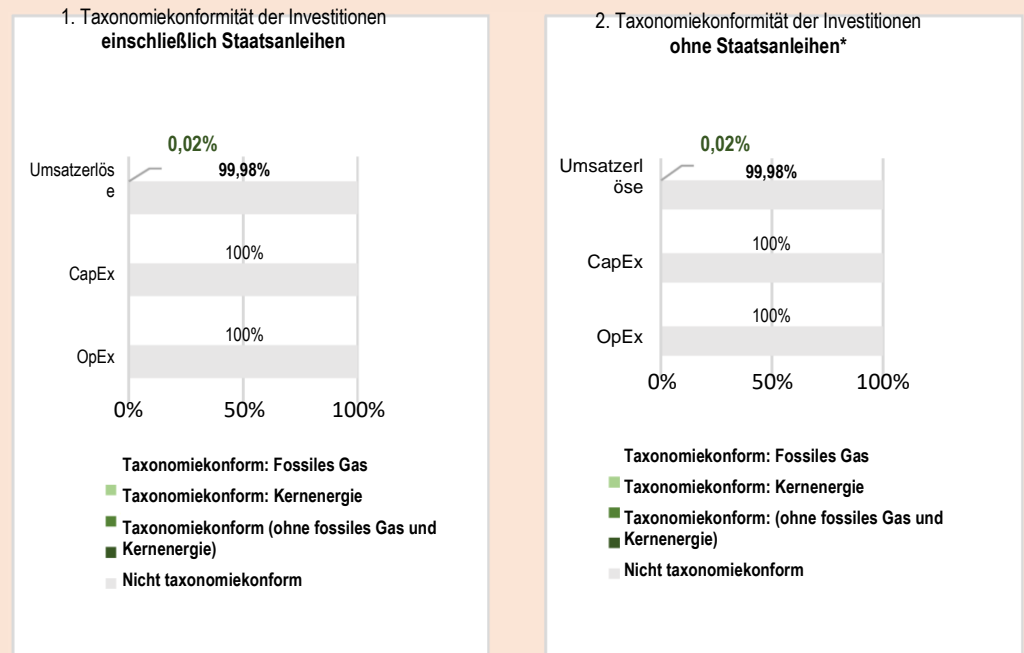 1. Taxonomiekonformität der Investitionen
einschließlich Staatsanleihen
0,02%
Umsatzerlös
e
99,98%
100%
CapEx
100%
OpEx
0%
50%
100%
Taxonomiekonform: Fossiles Gas
Taxonomiekonform: Kernenergie
Taxonomiekonform (ohne fossiles Gas und
Kernenergie)
Nicht taxonomiekonform
2. Taxonomiekonformität der Investitionen
ohne Staatsanleihen*
0,02%
Umsatzerl
öse
99,98%
100%
CapEx
100%
OpEx
0%
50%
100%
Taxonomiekonform: Fossiles Gas
Taxonomiekonform: Kernenergie
Taxonomiekonform: (ohne fossiles Gas und
Kernenergie)
Nicht taxonomiekonform